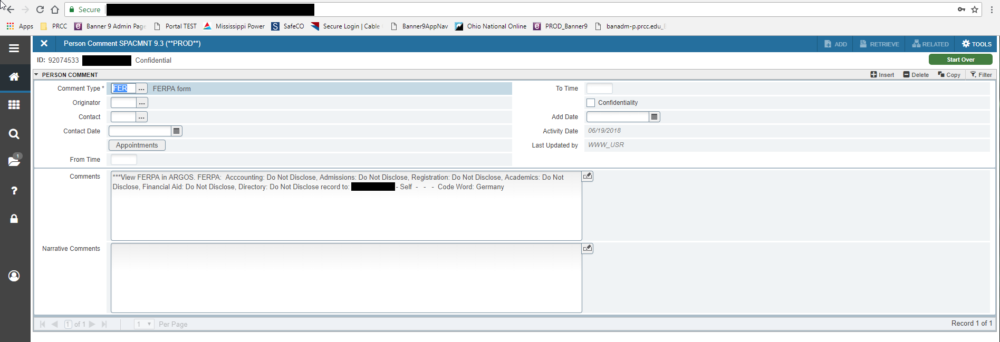 Secure
Apps PRCC Banner 9 Admin Page Portal TEST Mississippi Power SafeCO Secure Login | Cable Banner9AppNav Ohio National Online PROD_Banner9 banadm-p.prcc.edu_
Person Comment SPACMNT 9.3 (**PROD**) ADD RETRIEVE RELATED TOOLS
ID: 92074533 Confidential Start Over
PERSON COMMENT Insert Delete Copy Filter
Comment Type * FER ... FERPA form To Time
Originator ... Confidentiality
Contact ... Add Date
Contact Date Activity Date 06/19/2018
Appointments Last Updated by WWW_USR
From Time
1
Comments ***View FERPA in ARGOS. FERPA:  Acccounting: Do Not Disclose, Admissions: Do Not Disclose, Registration: Do Not Disclose, Academics: Do Not
Disclose, Financial Aid: Do Not Disclose, Directory: Do Not Disclose record to: - Self  -  -  -  Code Word: Germany
?
Narrative Comments
1 of 1 1 Per Page Record 1 of 1